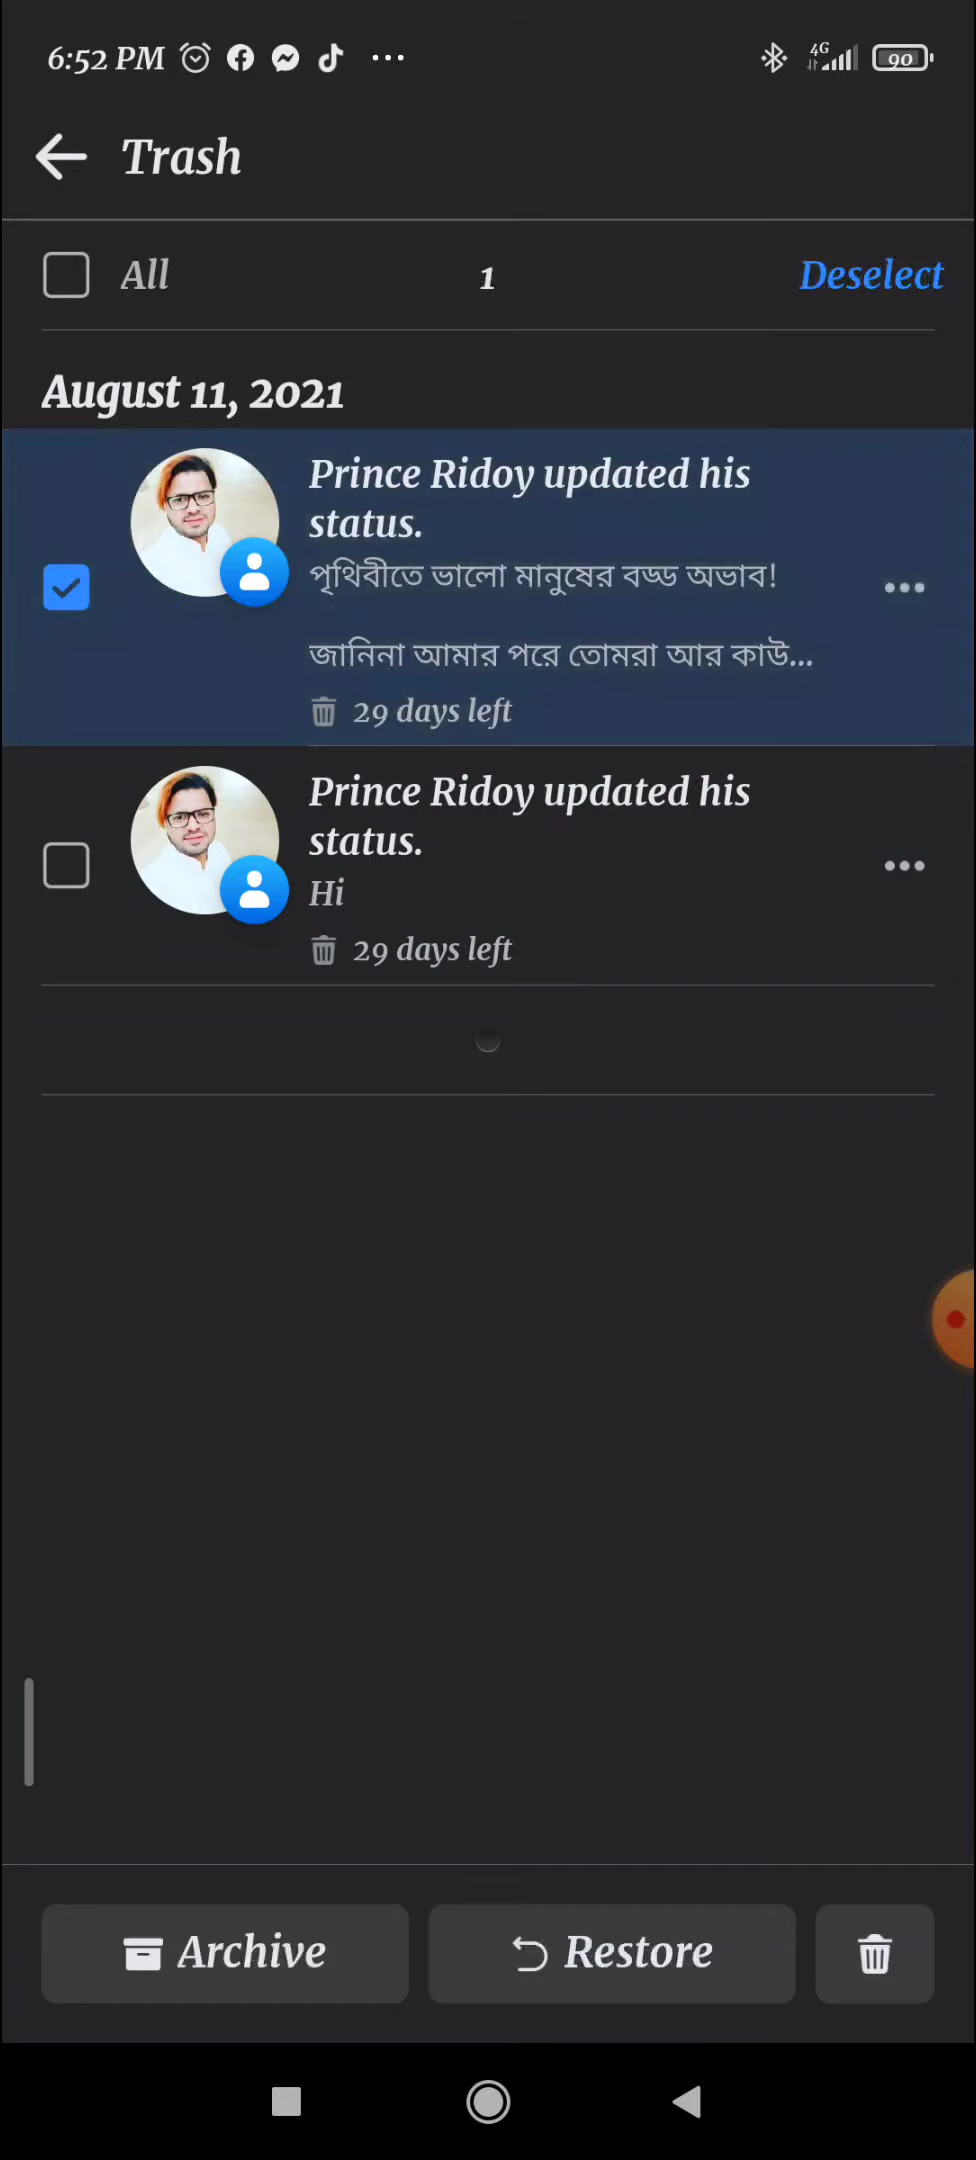 6:52 PM
4G
90
Trash
All
1
Deselect
August 11, 2021
Prince Ridoy updated his
status.
পৃথিবীতে ভালো মানুষের বড্ড অভাব!
জানিনা আমার পরে তোমরা আর কাউ...
29 days left
Prince Ridoy updated his
status.
Hi
29 days left
Archive
Restore